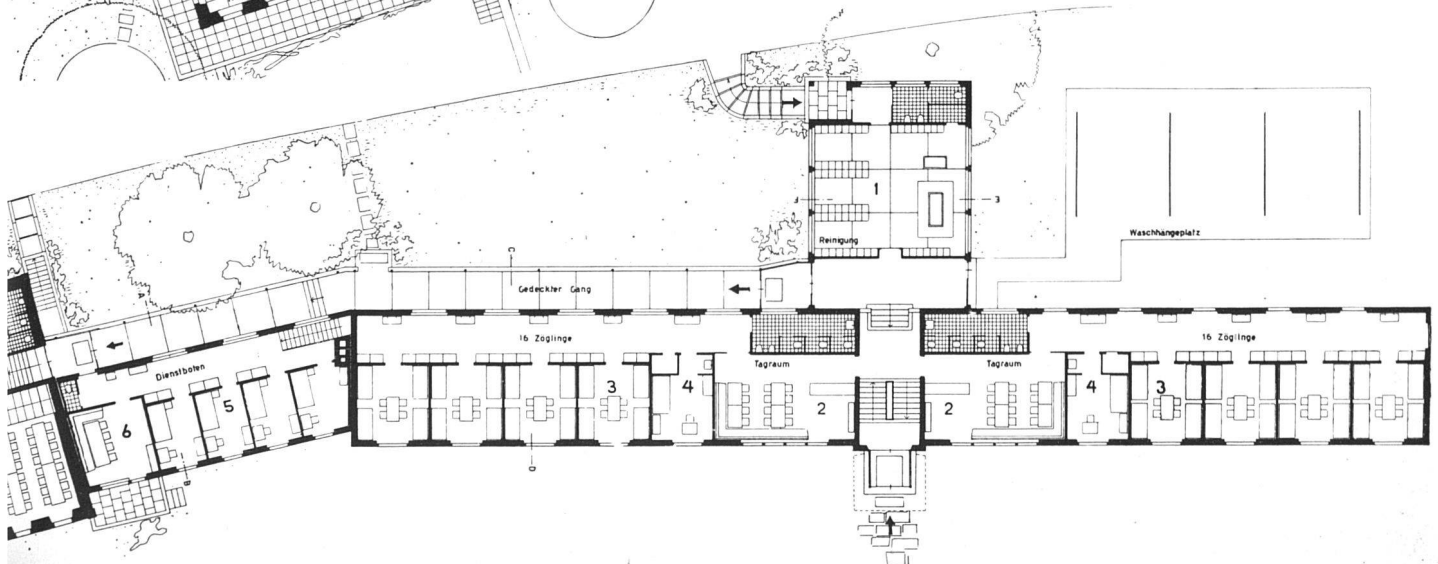 1
F
E
Reinigung
Waschhängeplatz
C
Gedeckter Gang
A
16 Zöglinge
16 Zöglinge
Dienstboten
Tagraum
Tagraum
3
4
2
2
4
3
5
6
D
B